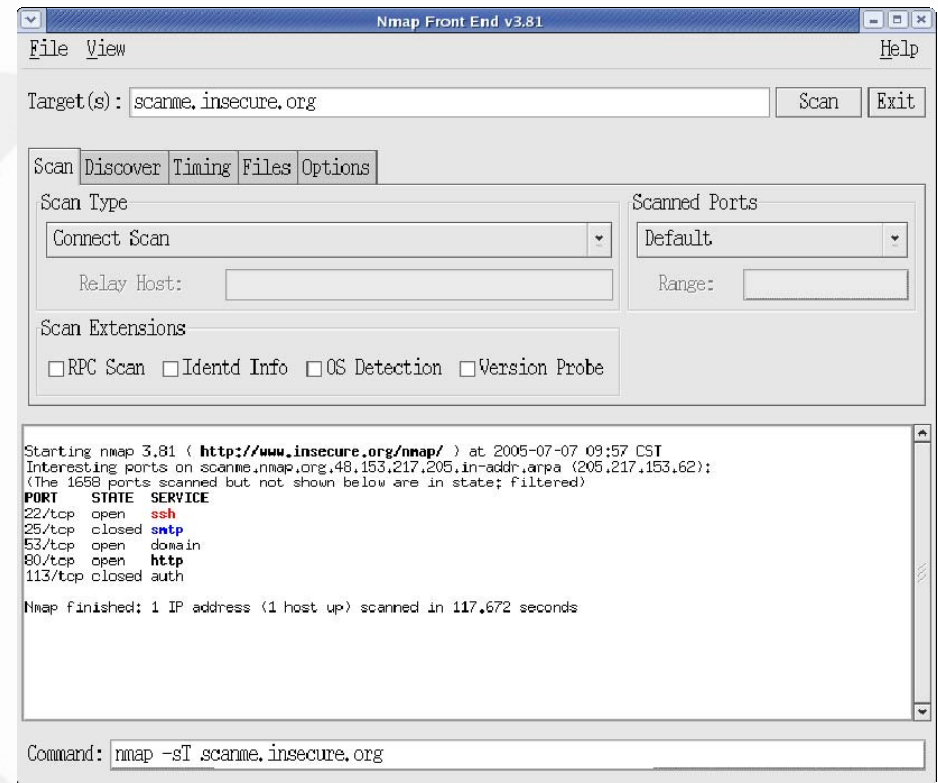 Nmap Front End v3.81
File View Help
Target(s): scanme.insecure.org Scan Exit
Scan Discover Timing Files Options
Scan Type Scanned Ports
Connect Scan Default
Relay Host: Range:
Scan Extensions
RPC Scan Identd Info OS Detection Version Probe
Starting nmap 3.81 ( http://www.insecure.org/nmap/ ) at 2005-07-07 09:57 CST
Interesting ports on scanme.nmap.org.48.153.217.205.in-addr.arpa (205.217.153.62):
(The 1658 ports scanned but not shown below are in state: filtered)
PORT STATE SERVICE
22/tcp open ssh
25/tcp closed smtp
53/tcp open domain
80/tcp open http
113/tcp closed auth
Nmap finished: 1 IP address (1 host up) scanned in 117.672 seconds
Command: nmap -sT scanme.insecure.org